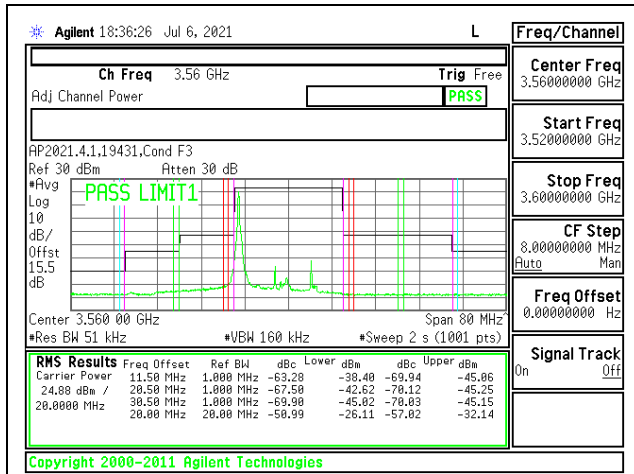 Agilent 18:36:26 Jul 6, 2021 L
Freq/Channel
Ch Freq 3.56 GHz Trig Free
Adj Channel Power PASS
AP2021.4.1,19431,Cond F3
Ref 30 dBm Atten 30 dB
#Avg
Log
10
dB/
Offst
15.5
dB
PASS LIMIT1
Center 3.560 00 GHz Span 80 MHz
#Res BW 51 kHz #VBW 160 kHz #Sweep 2 s (1001 pts)
RMS Results Freq Offset Ref BW dBc Lower dBm dBc Upper dBm
Carrier Power 11.50 MHz 1.000 MHz -63.28 -38.40 -69.94 -45.06
24.88 dBm / 20.50 MHz 1.000 MHz -67.50 -42.62 -70.12 -45.25
20.0000 MHz 30.50 MHz 1.000 MHz -69.90 -45.02 -70.03 -45.15
20.00 MHz 20.00 MHz -50.99 -26.11 -57.02 -32.14
Copyright 2000-2011 Agilent Technologies
Center Freq
3.56000000 GHz
Start Freq
3.52000000 GHz
Stop Freq
3.60000000 GHz
CF Step
8.00000000 MHz
Auto Man
Freq Offset
0.00000000 Hz
Signal Track
On Off